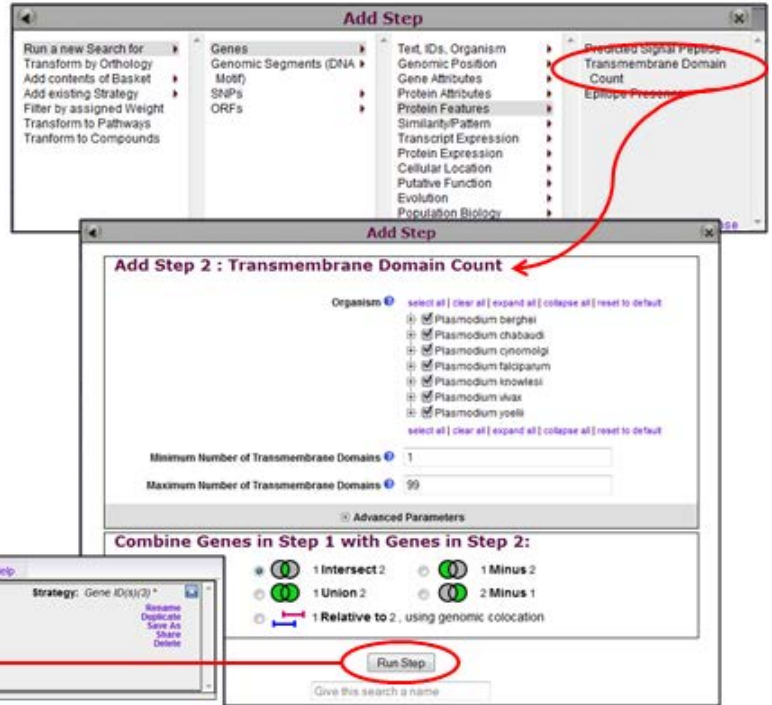 Add Step
Run a new Search for
Transform by Orthology
Add contents of Basket
Add existing Strategy
Filter by assigned Weight
Transform to Pathways
Tranform to Compounds
Genes
Genomic Segments (DNA
Motif)
SNPs
ORFs
Text, IDs, Organism
Genomic Position
Gene Attributes
Protein Attributes
Protein Features
Similarity/Pattern
Transcript Expression
Protein Expression
Cellular Location
Putative Function
Evolution
Population Biology
Predicted Signal Peptide
Transmembrane Domain
Count
Epitope Presence
Add Step
Add Step 2 : Transmembrane Domain Count
Organism
select all | clear all | expand all | collapse all | reset to default
Plasmodium berghei
Plasmodium chabaudi
Plasmodium cynomolgi
Plasmodium falciparum
Plasmodium knowlesi
Plasmodium vivax
Plasmodium yoelii
select all | clear all | expand all | collapse all | reset to default
Minimum Number of Transmembrane Domains 1
Maximum Number of Transmembrane Domains 99
Advanced Parameters
Combine Genes in Step 1 with Genes in Step 2:
1 Intersect 2 1 Minus 2
1 Union 2 2 Minus 1
1 Relative to 2 , using genomic colocation
Run Step
Give this search a name
Strategy: Gene ID(s)(3) *
Rename
Duplicate
Save As
Share
Delete